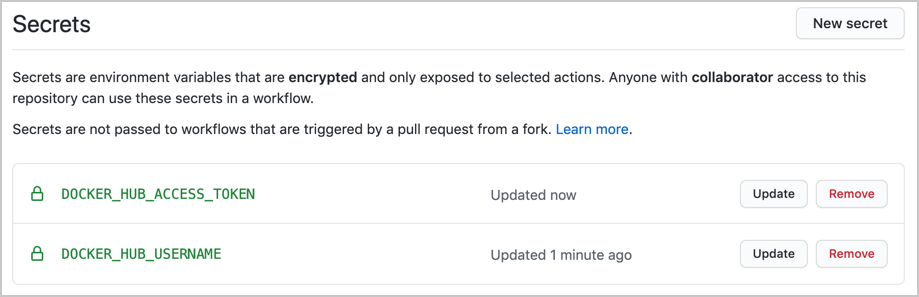 Secrets
New secret
Secrets are environment variables that are encrypted and only exposed to selected actions. Anyone with collaborator access to this
repository can use these secrets in a workflow.
Secrets are not passed to workflows that are triggered by a pull request from a fork. Learn more.
DOCKER_HUB_ACCESS_TOKEN Updated now Update Remove
DOCKER_HUB_USERNAME Updated 1 minute ago Update Remove